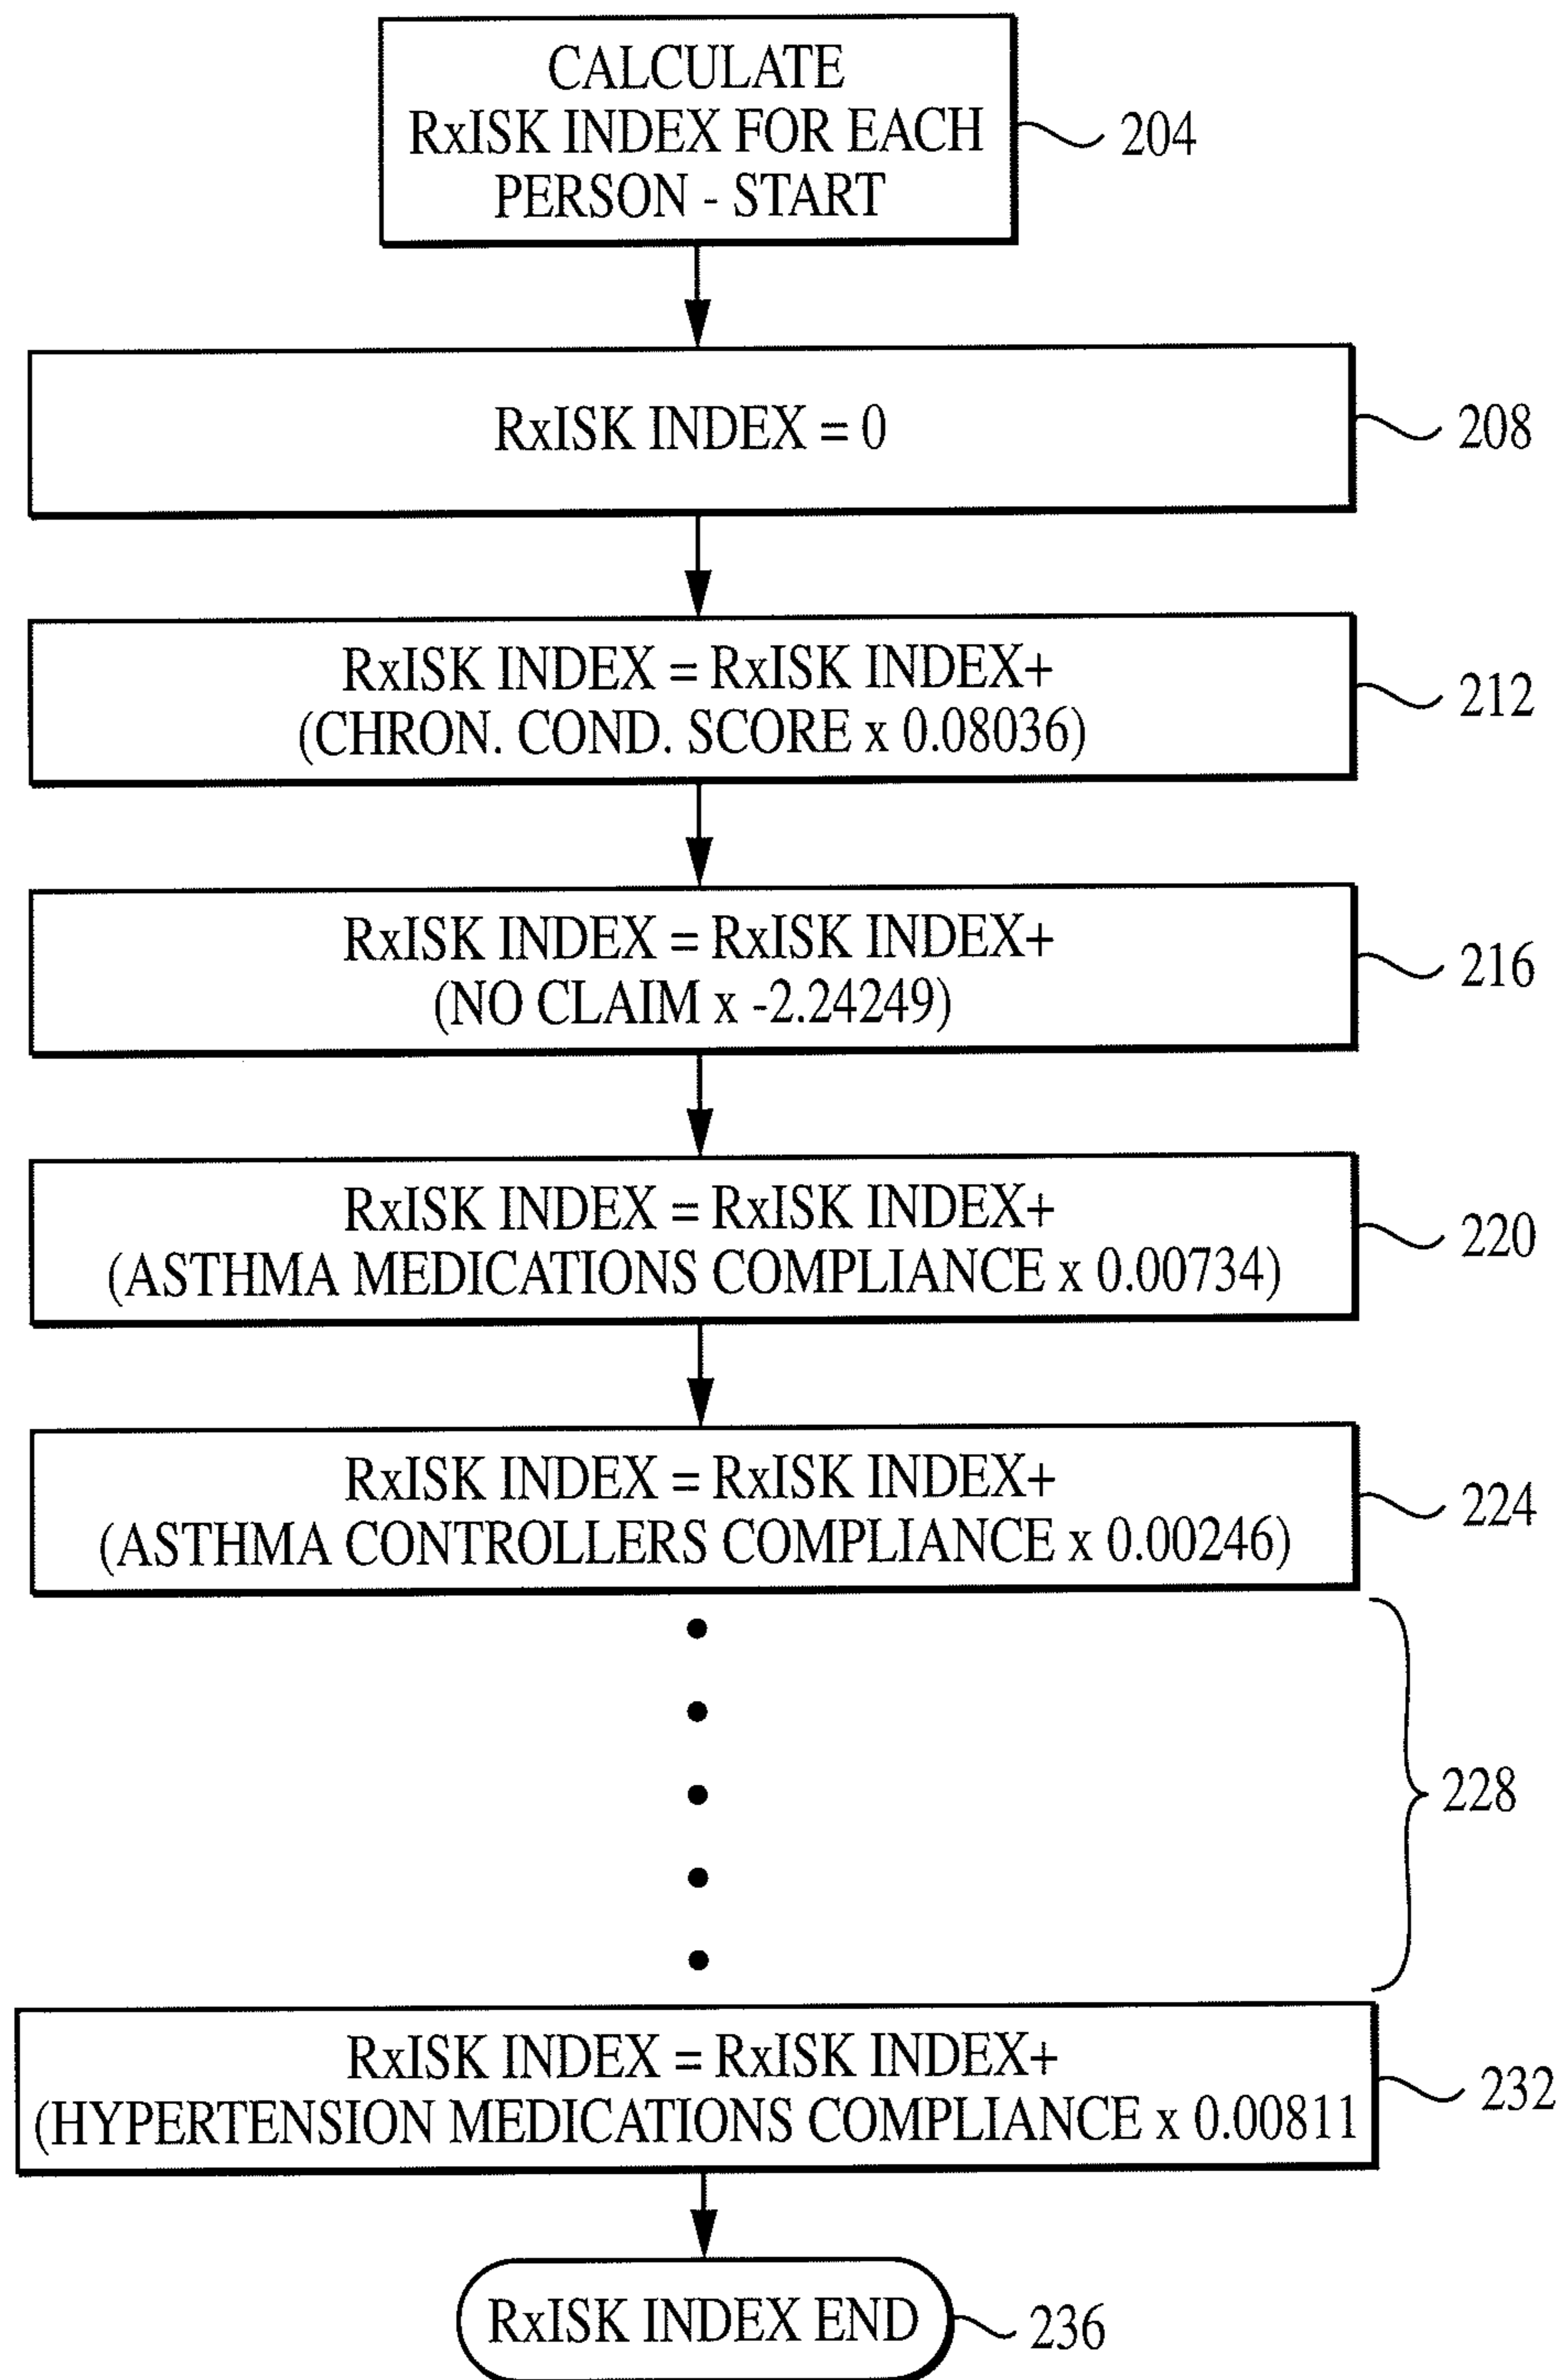 CALCULATE
RxISK INDEX FOR EACH
PERSON - START
204
RxISK INDEX = 0
208
RxISK INDEX = RxISK INDEX+
(CHRON. COND. SCORE x 0.08036)
212
RxISK INDEX = RxISK INDEX+
(NO CLAIM x -2.24249)
216
RxISK INDEX = RxISK INDEX+
(ASTHMA MEDICATIONS COMPLIANCE x 0.00734)
220
RxISK INDEX = RxISK INDEX+
(ASTHMA CONTROLLERS COMPLIANCE x 0.00246)
224
228
RxISK INDEX = RxISK INDEX+
(HYPERTENSION MEDICATIONS COMPLIANCE x 0.00811
232
RxISK INDEX END
236